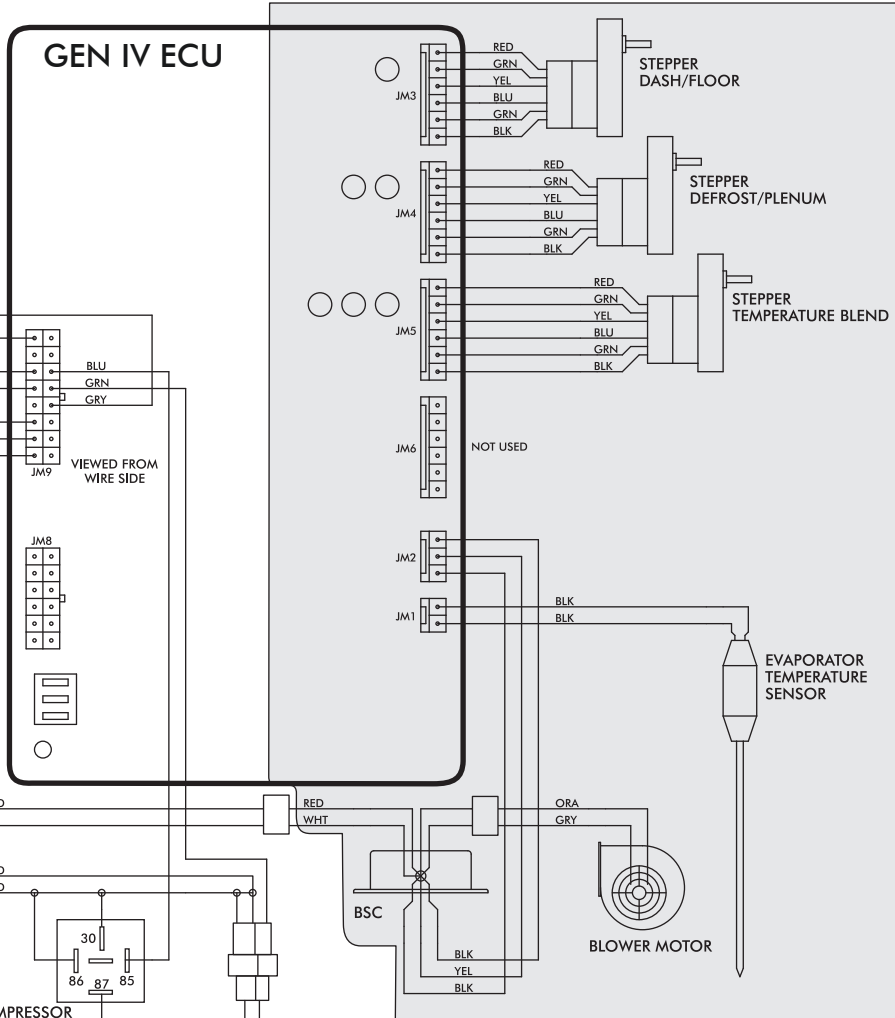 GEN IV ECU
JM3
RED
GRN
YEL
BLU
GRN
BLK
STEPPER
DASH/FLOOR
JM4
RED
GRN
YEL
BLU
GRN
BLK
STEPPER
DEFROST/PLENUM
JM5
RED
GRN
YEL
BLU
GRN
BLK
STEPPER
TEMPERATURE BLEND
BLU
GRN
GRY
JM9
VIEWED FROM
WIRE SIDE
JM6
NOT USED
JM8
JM2
JM1
BLK
BLK
EVAPORATOR
TEMPERATURE
SENSOR
RED
WHT
ORA
GRY
BSC
BLOWER MOTOR
BLK
YEL
BLK
30
86
87
85
MPRESSOR